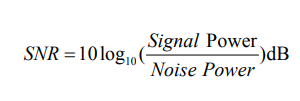 SNR = 10 log₁₀ (Signal Power / Noise Power) dB